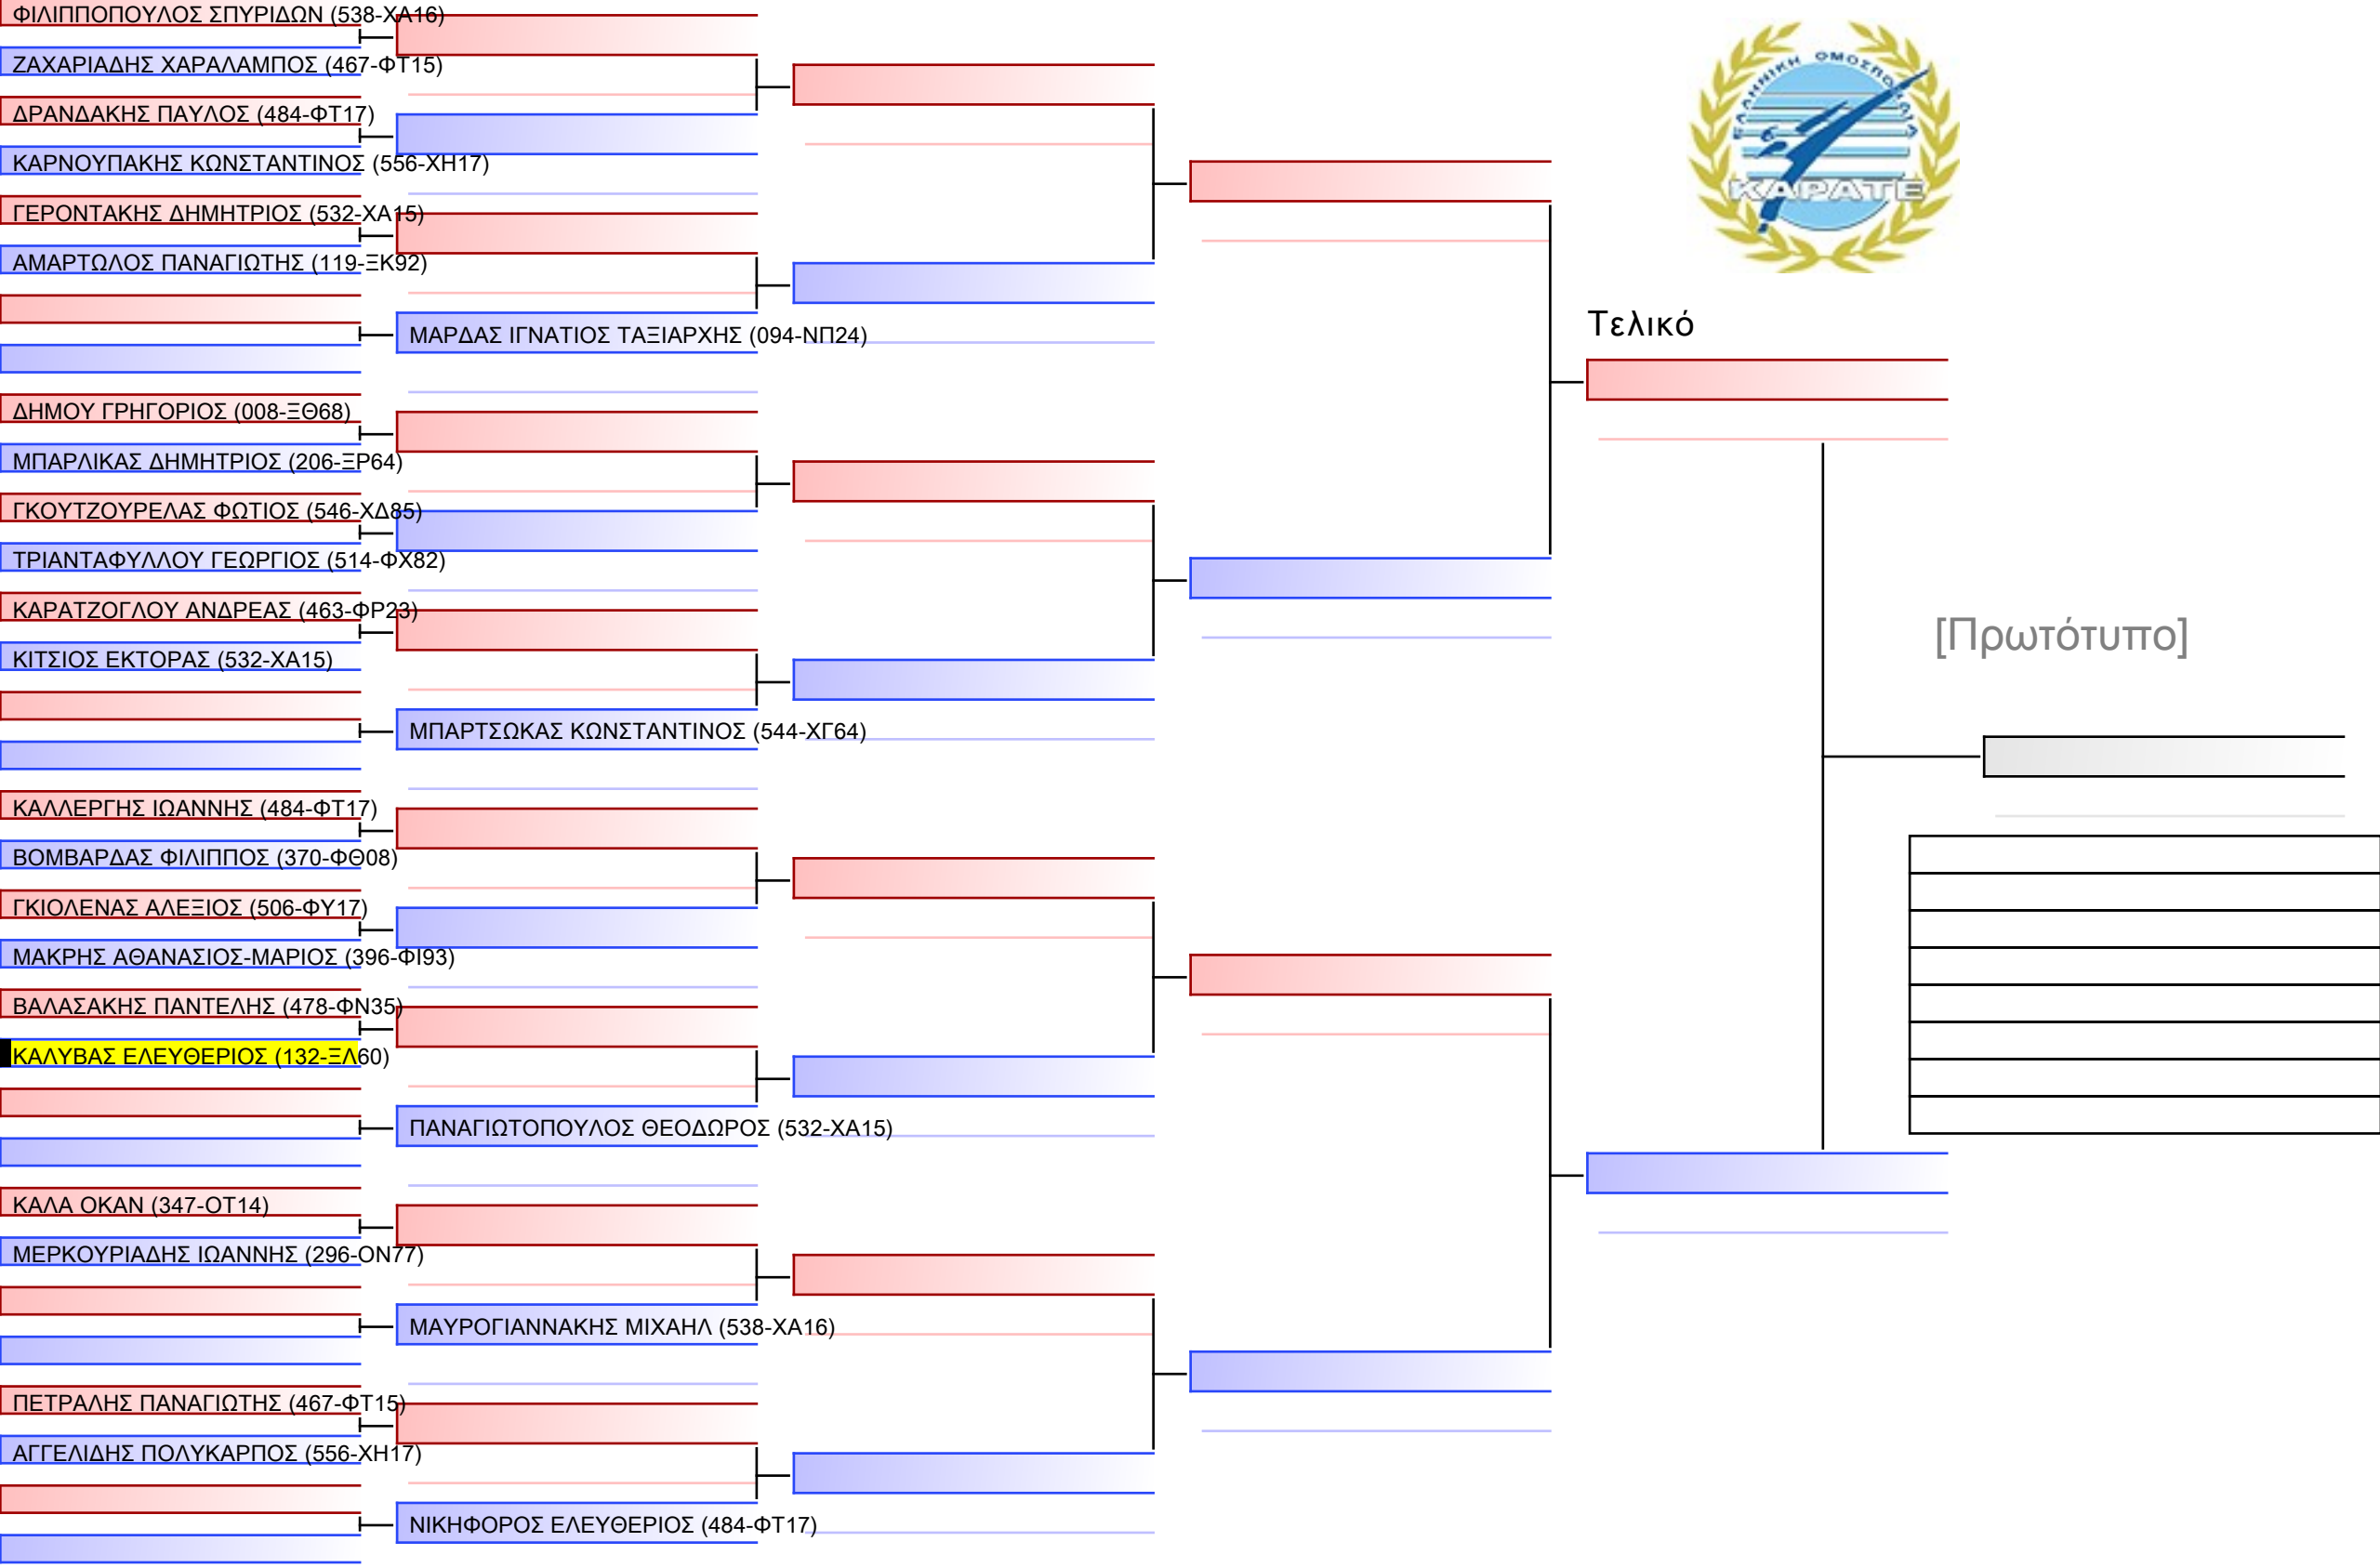 ΦΙΛΙΠΠΟΠΟΥΛΟΣ ΣΠΥΡΙΔΩΝ (538-ΧΑ16)
ΖΑΧΑΡΙΑΔΗΣ ΧΑΡΑΛΑΜΠΟΣ (467-ΦΤ15)
ΔΡΑΝΔΑΚΗΣ ΠΑΥΛΟΣ (484-ΦΤ17)
ΚΑΡΝΟΥΠΑΚΗΣ ΚΩΝΣΤΑΝΤΙΝΟΣ (556-ΧΗ17)
ΓΕΡΟΝΤΑΚΗΣ ΔΗΜΗΤΡΙΟΣ (532-ΧΑ15)
ΑΜΑΡΤΩΛΟΣ ΠΑΝΑΓΙΩΤΗΣ (119-ΞΚ92)
ΜΑΡΔΑΣ ΙΓΝΑΤΙΟΣ ΤΑΞΙΑΡΧΗΣ (094-ΝΠ24)
ΔΗΜΟΥ ΓΡΗΓΟΡΙΟΣ (008-ΞΘ68)
ΜΠΑΡΛΙΚΑΣ ΔΗΜΗΤΡΙΟΣ (206-ΞΡ64)
ΓΚΟΥΤΖΟΥΡΕΛΑΣ ΦΩΤΙΟΣ (546-ΧΔ85)
ΤΡΙΑΝΤΑΦΥΛΛΟΥ ΓΕΩΡΓΙΟΣ (514-ΦΧ82)
ΚΑΡΑΤΖΟΓΛΟΥ ΑΝΔΡΕΑΣ (463-ΦΡ23)
ΚΙΤΣΙΟΣ ΕΚΤΟΡΑΣ (532-ΧΑ15)
ΜΠΑΡΤΣΩΚΑΣ ΚΩΝΣΤΑΝΤΙΝΟΣ (544-ΧΓ64)
ΚΑΛΛΕΡΓΗΣ ΙΩΑΝΝΗΣ (484-ΦΤ17)
ΒΟΜΒΑΡΔΑΣ ΦΙΛΙΠΠΟΣ (370-ΦΘ08)
ΓΚΙΟΛΕΝΑΣ ΑΛΕΞΙΟΣ (506-ΦΥ17)
ΜΑΚΡΗΣ ΑΘΑΝΑΣΙΟΣ-ΜΑΡΙΟΣ (396-ΦΙ93)
ΒΑΛΑΣΑΚΗΣ ΠΑΝΤΕΛΗΣ (478-ΦΝ35)
ΚΑΛΥΒΑΣ ΕΛΕΥΘΕΡΙΟΣ (132-ΞΛ60)
ΠΑΝΑΓΙΩΤΟΠΟΥΛΟΣ ΘΕΟΔΩΡΟΣ (532-ΧΑ15)
ΚΑΛΑ ΟΚΑΝ (347-ΟΤ14)
ΜΕΡΚΟΥΡΙΑΔΗΣ ΙΩΑΝΝΗΣ (296-ΟΝ77)
ΜΑΥΡΟΓΙΑΝΝΑΚΗΣ ΜΙΧΑΗΛ (538-ΧΑ16)
ΠΕΤΡΑΛΗΣ ΠΑΝΑΓΙΩΤΗΣ (467-ΦΤ15)
ΑΓΓΕΛΙΔΗΣ ΠΟΛΥΚΑΡΠΟΣ (556-ΧΗ17)
ΝΙΚΗΦΟΡΟΣ ΕΛΕΥΘΕΡΙΟΣ (484-ΦΤ17)
ΕΛΛΗΝΙΚΗ ΟΜΟΣΠΟΝΔΙΑ
ΚΑΡΑΤΕ
Τελικό
[Πρωτότυπο]